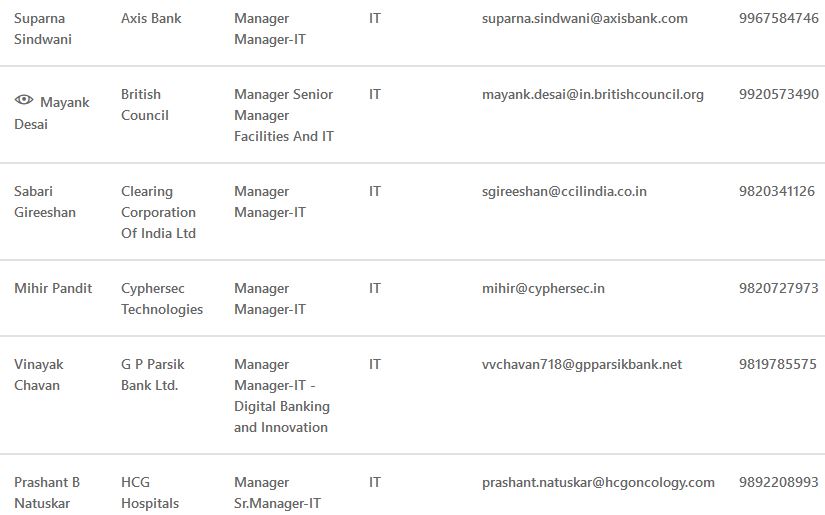 Suparna Axis Bank Manager IT suparna.sindwani@axisbank.com 9967584746
Sindwani Manager-IT
Mayank British Manager Senior IT mayank.desai@in.britishcouncil.org 9920573490
Desai Council Manager
Facilities And IT
Sabari Clearing Manager IT sgireeshan@ccilindia.co.in 9820341126
Gireeshan Corporation Manager-IT
Of India Ltd
Mihir Pandit Cyphersec Manager IT mihir@cyphersec.in 9820727973
Technologies Manager-IT
Vinayak G P Parsik Manager IT vvchavan718@gpparsikbank.net 9819785575
Chavan Bank Ltd. Manager-IT -
Digital Banking
and Innovation
Prashant B HCG Manager IT prashant.natuskar@hcgoncology.com 9892208993
Natuskar Hospitals Sr.Manager-IT